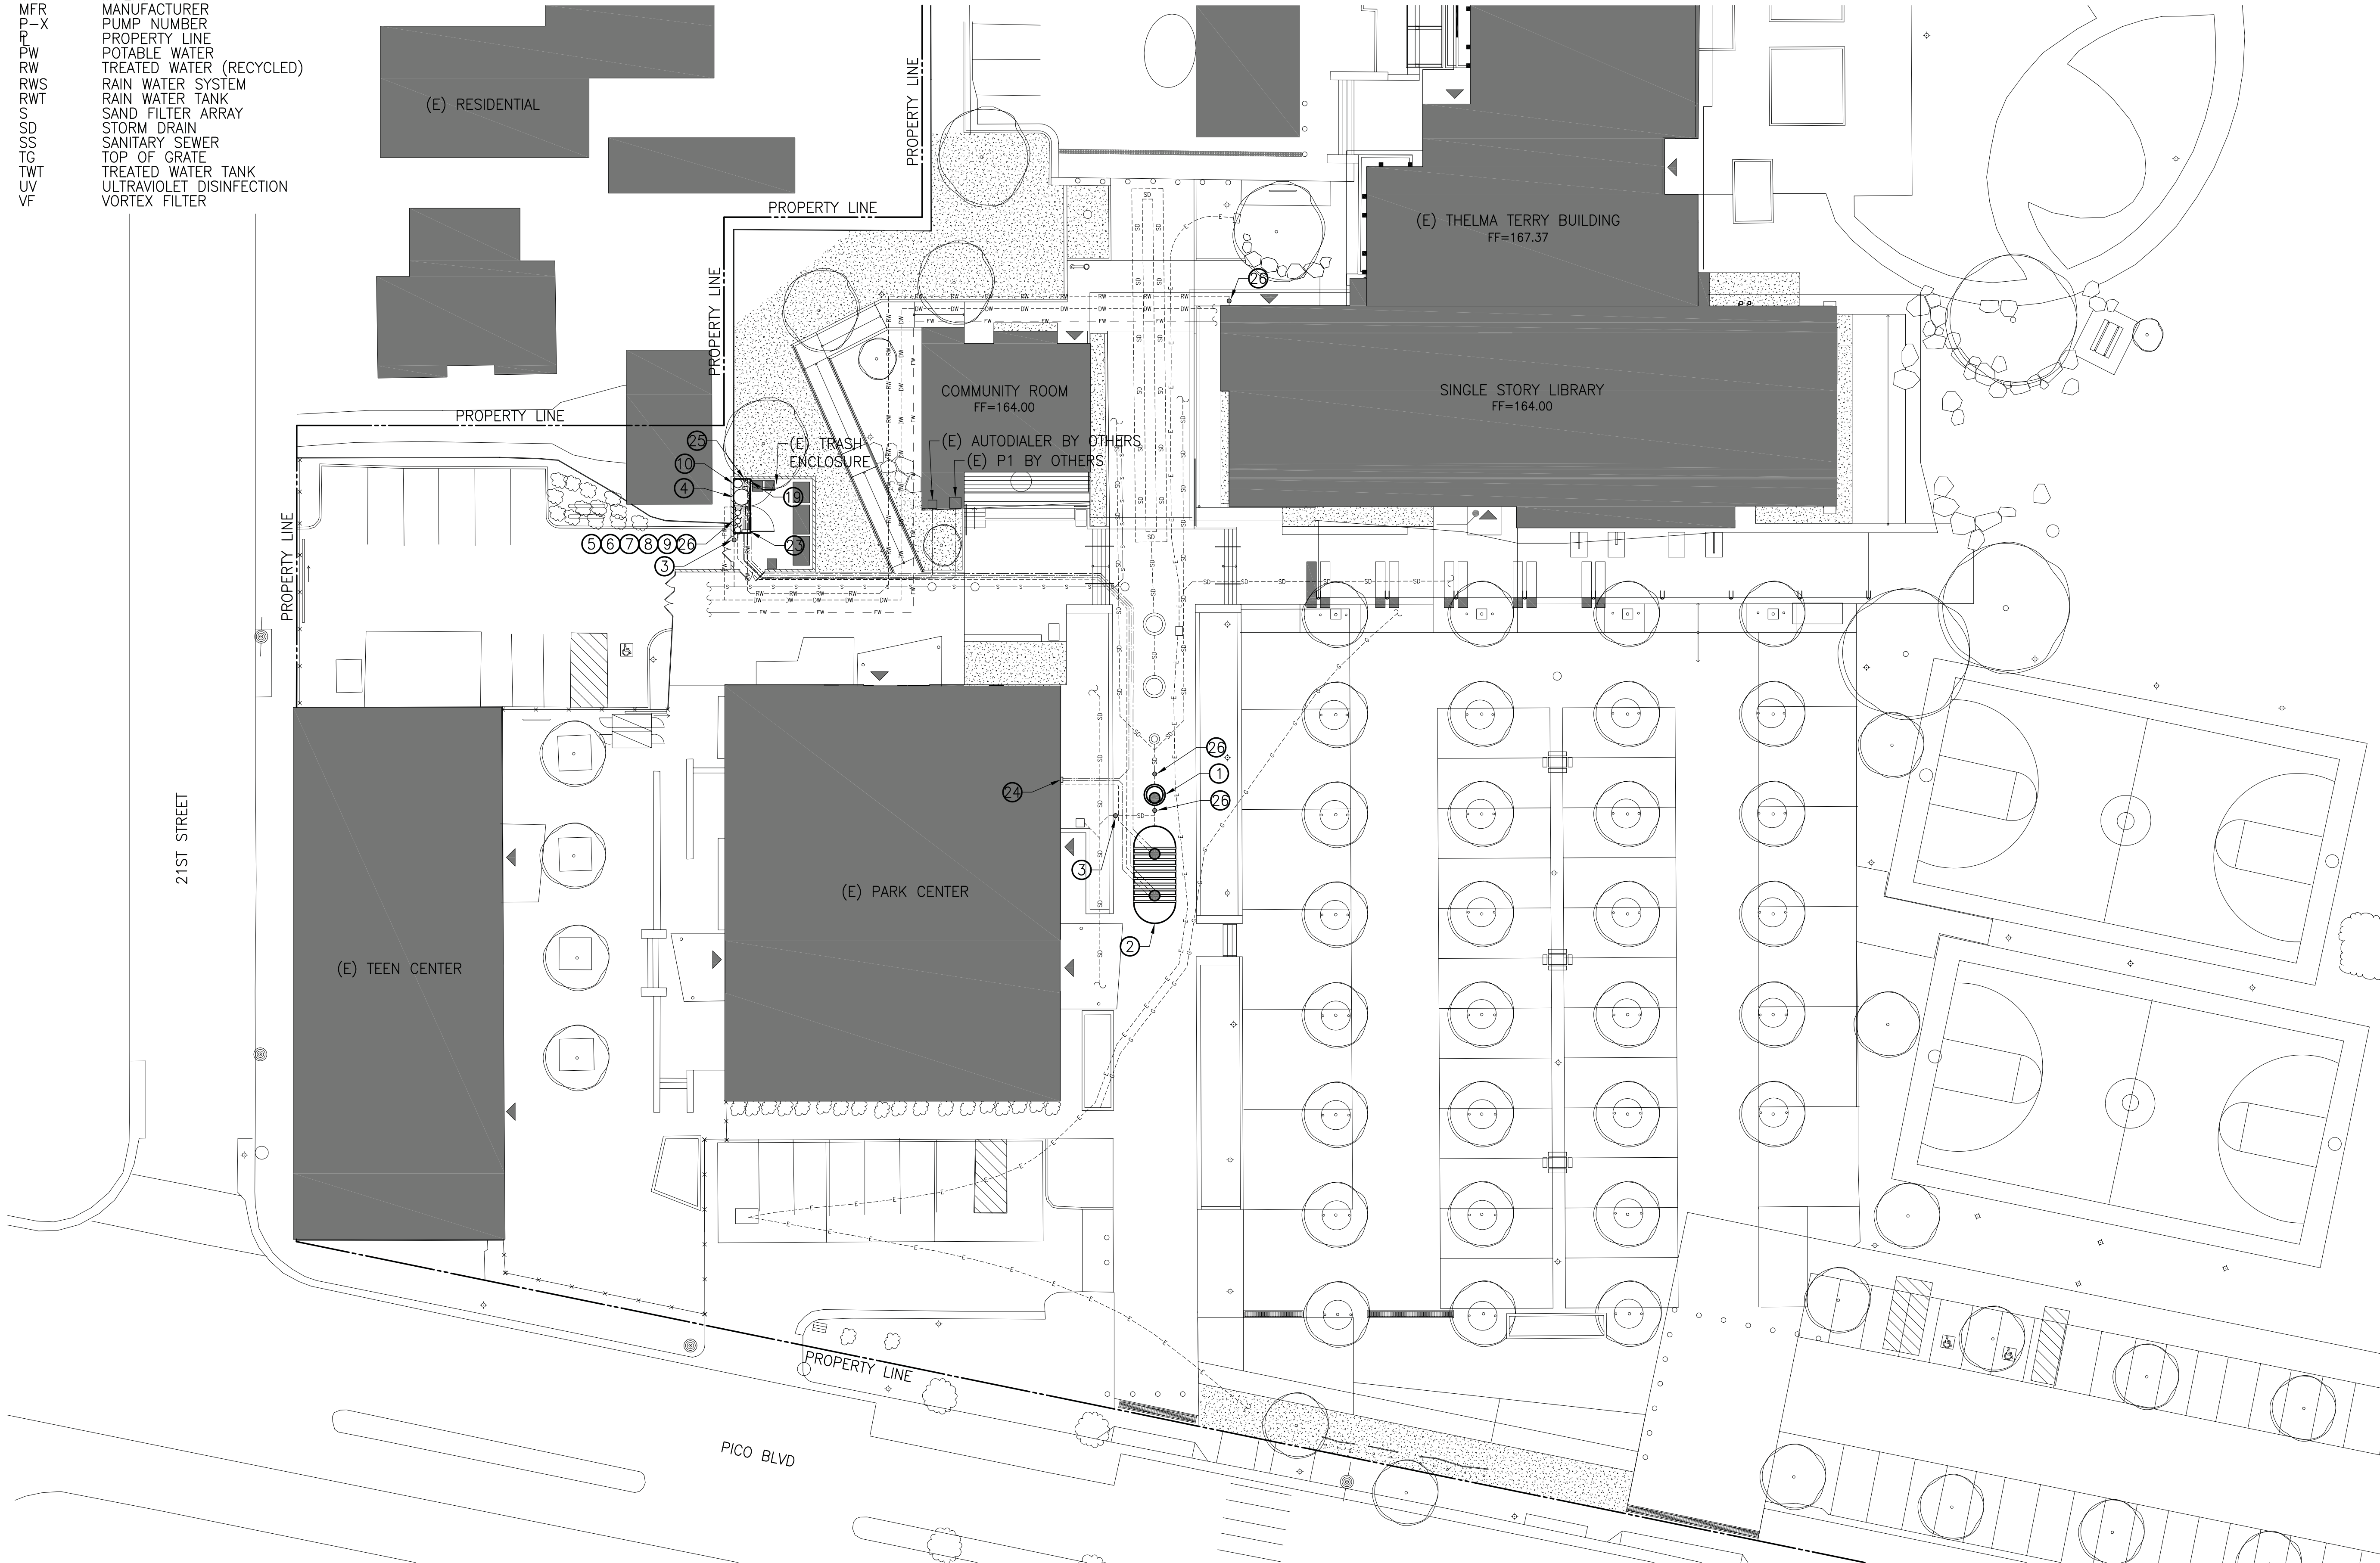 MFR MANUFACTURER
P-X PUMP NUMBER
PL PROPERTY LINE
PW POTABLE WATER
RW TREATED WATER (RECYCLED)
RWS RAIN WATER SYSTEM
RWT RAIN WATER TANK
S SAND FILTER ARRAY
SD STORM DRAIN
SS SANITARY SEWER
TG TOP OF GRATE
TWT TREATED WATER TANK
UV ULTRAVIOLET DISINFECTION
VF VORTEX FILTER
(E) RESIDENTIAL
PROPERTY LINE
PROPERTY LINE
PROPERTY LINE
PROPERTY LINE
PROPERTY LINE
(E) THELMA TERRY BUILDING
FF=167.37
26
COMMUNITY ROOM
FF=164.00
SINGLE STORY LIBRARY
FF=164.00
(E) TRASH
ENCLOSURE
(E) AUTODIALER BY OTHERS
(E) P1 BY OTHERS
25
10
4
19
5 6 7 8 9 26
23
3
26
1
26
24
3
2
(E) PARK CENTER
(E) TEEN CENTER
21ST STREET
PROPERTY LINE
PICO BLVD